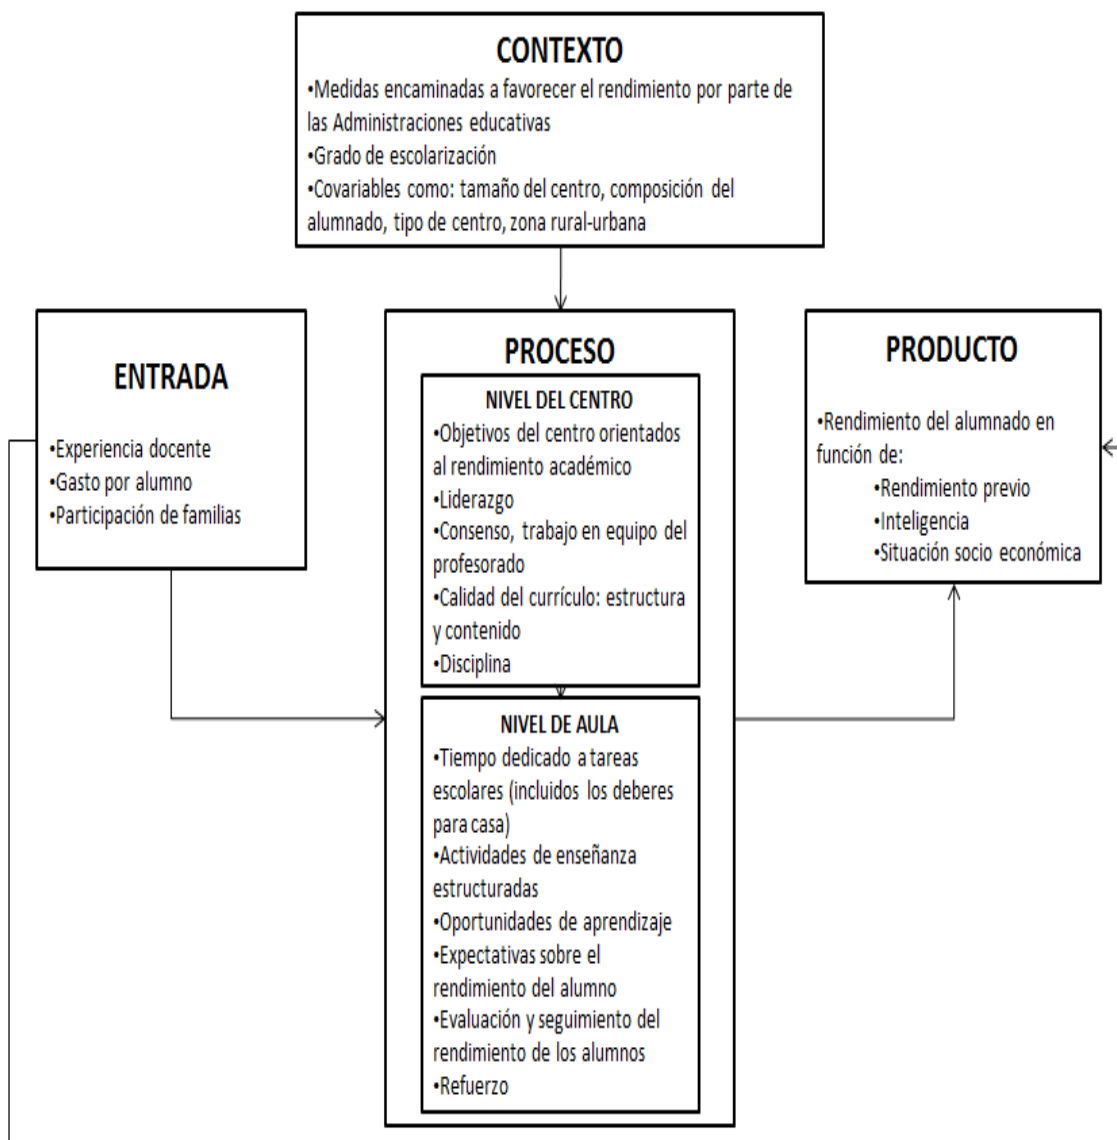 CONTEXTO
•Medidas encaminadas a favorecer el rendimiento por parte de
las Administraciones educativas
•Grado de escolarización
•Covariables como: tamaño del centro, composición del
alumnado, tipo de centro, zona rural-urbana
ENTRADA
•Experiencia docente
•Gasto por alumno
•Participación de familias
PROCESO
NIVEL DEL CENTRO
•Objetivos del centro orientados
al rendimiento académico
•Liderazgo
•Consenso, trabajo en equipo del
profesorado
•Calidad del currículo: estructura
y contenido
•Disciplina
NIVEL DE AULA
•Tiempo dedicado a tareas
escolares (incluidos los deberes
para casa)
•Actividades de enseñanza
estructuradas
•Oportunidades de aprendizaje
•Expectativas sobre el
rendimiento del alumno
•Evaluación y seguimiento del
rendimiento de los alumnos
•Refuerzo
PRODUCTO
•Rendimiento del alumnado en
función de:
•Rendimiento previo
•Inteligencia
•Situación socio económica